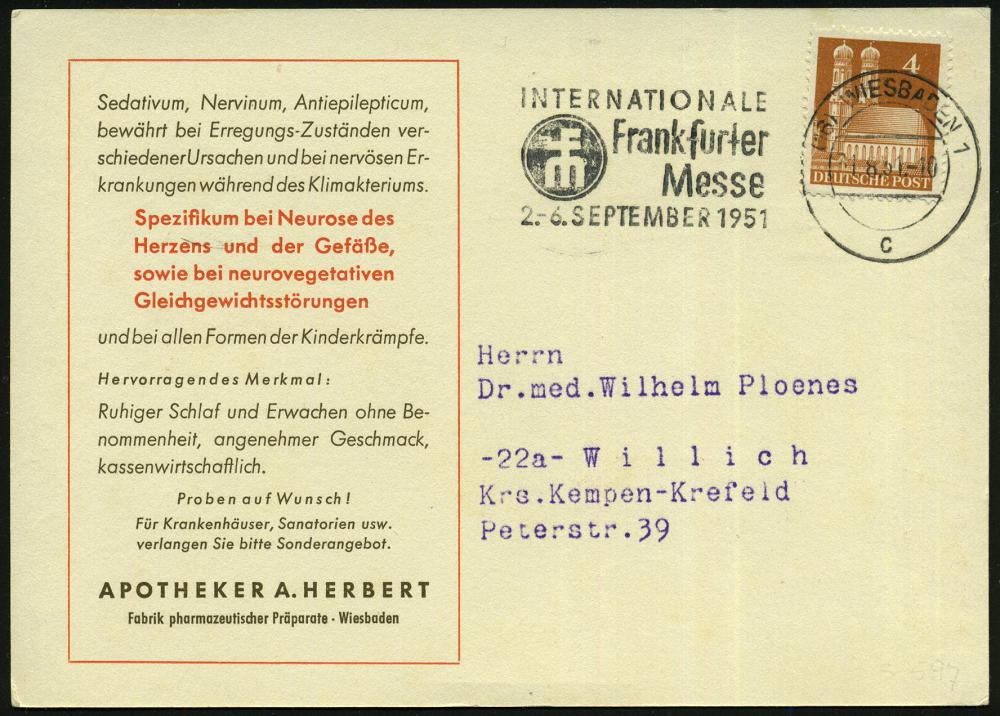 Sedativum, Nervinum, Antiepilepticum,
bewährt bei Erregungs-Zuständen ver-
schiedener Ursachen und bei nervösen Er-
krankungen während des Klimakteriums.
Spezifikum bei Neurose des
Herzens und der Gefäße,
sowie bei neurovegetativen
Gleichgewichtsstörungen
und bei allen Formen der Kinderkrämpfe.
Hervorragendes Merkmal:
Ruhiger Schlaf und Erwachen ohne Be-
nommenheit, angenehmer Geschmack,
kassenwirtschaftlich.
Proben auf Wunsch!
Für Krankenhäuser, Sanatorien usw.
verlangen Sie bitte Sonderangebot.
APOTHEKER A. HERBERT
Fabrik pharmazeutischer Präparate · Wiesbaden
INTERNATIONALE
Frankfurter
Messe
2.-6. SEPTEMBER 1951
4
DEUTSCHE POST
(16) WIESBADEN 1
c
Herrn
Dr.med.Wilhelm Ploenes
-22a- W i l l i c h
Krs.Kempen-Krefeld
Peterstr.39